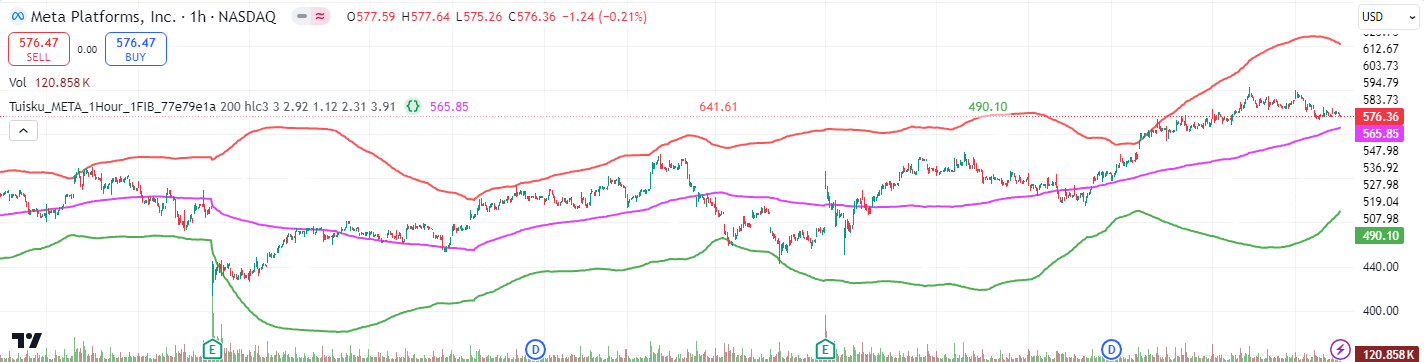 Meta Platforms, Inc. · 1h · NASDAQ O577.59 H577.64 L575.26 C576.36 −1.24 (−0.21%)
USD
576.47 SELL 0.00 576.47 BUY
Vol 120.858 K
Tuisku_META_1Hour_1FIB_77e79e1a 200 hlc3 3 2.92 1.12 2.31 3.91 {} 565.85 641.61 490.10
612.67
603.73
594.79
583.73
576.36
565.85
547.98
536.92
527.98
519.04
507.98
490.10
440.00
400.00
E D E D
120.858 K